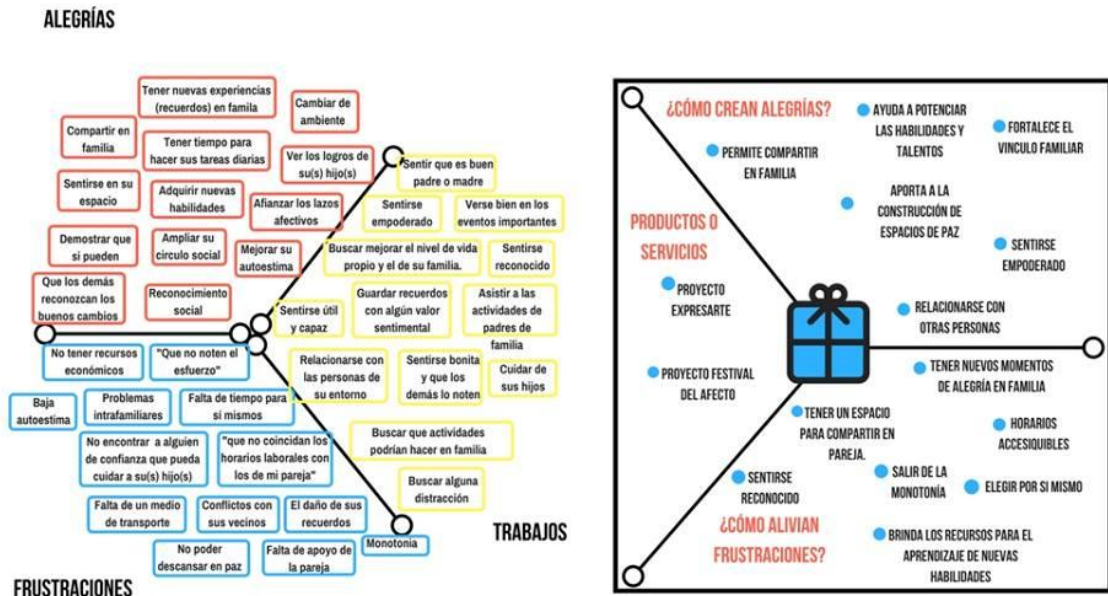 ALEGRÍAS
Tener nuevas experiencias
(recuerdos) en famila
Cambiar de
ambiente
Compartir en
familia
Tener tiempo para
hacer sus tareas diarias
Ver los logros de
su(s) hijo(s)
Sentirse en su
espacio
Adquirir nuevas
habilidades
Afianzar los lazos
afectivos
Demostrar que
si pueden
Ampliar su
circulo social
Mejorar su
autoestima
Que los demás
reconozcan los
buenos cambios
Reconocimiento
social
Sentir que es buen
padre o madre
Sentirse
empoderado
Verse bien en los
eventos importantes
Buscar mejorar el nivel de vida
propio y el de su familia.
Sentirse
reconocido
Sentirse útil
y capaz
Guardar recuerdos
con algún valor
sentimental
Asistir a las
actividades de
padres de
familia
Relacionarse con
las personas de
su entorno
Sentirse bonita
y que los
demás lo noten
Cuidar de
sus hijos
Buscar que actividades
podrían hacer en familia
Buscar alguna
distracción
TRABAJOS
No tener recursos
económicos
"Que no noten el
esfuerzo"
Baja
autoestima
Problemas
intrafamiliares
Falta de tiempo para
si mismos
No encontrar a alguien
de confianza que pueda
cuidar a su(s) hijo(s)
"que no coincidan los
horarios laborales con
los de mi pareja"
Falta de un medio
de transporte
Conflictos con
sus vecinos
El daño de sus
recuerdos
Monotonía
No poder
descansar en paz
Falta de apoyo de
la pareja
FRUSTRACIONES
¿CÓMO CREAN ALEGRÍAS?
AYUDA A POTENCIAR
LAS HABILIDADES Y
TALENTOS
FORTALECE EL
VINCULO FAMILIAR
PERMITE COMPARTIR
EN FAMILIA
APORTA A LA
CONSTRUCCIÓN DE
ESPACIOS DE PAZ
SENTIRSE
EMPODERADO
RELACIONARSE CON
OTRAS PERSONAS
PRODUCTOS O
SERVICIOS
PROYECTO
EXPRESARTE
PROYECTO FESTIVAL
DEL AFECTO
TENER NUEVOS MOMENTOS
DE ALEGRÍA EN FAMILIA
TENER UN ESPACIO
PARA COMPARTIR EN
PAREJA.
HORARIOS
ACCESIQUIBLES
SENTIRSE
RECONOCIDO
SALIR DE LA
MONOTONÍA
ELEGIR POR SI MISMO
¿CÓMO ALIVIAN
FRUSTRACIONES?
BRINDA LOS RECURSOS PARA EL
APRENDIZAJE DE NUEVAS
HABILIDADES